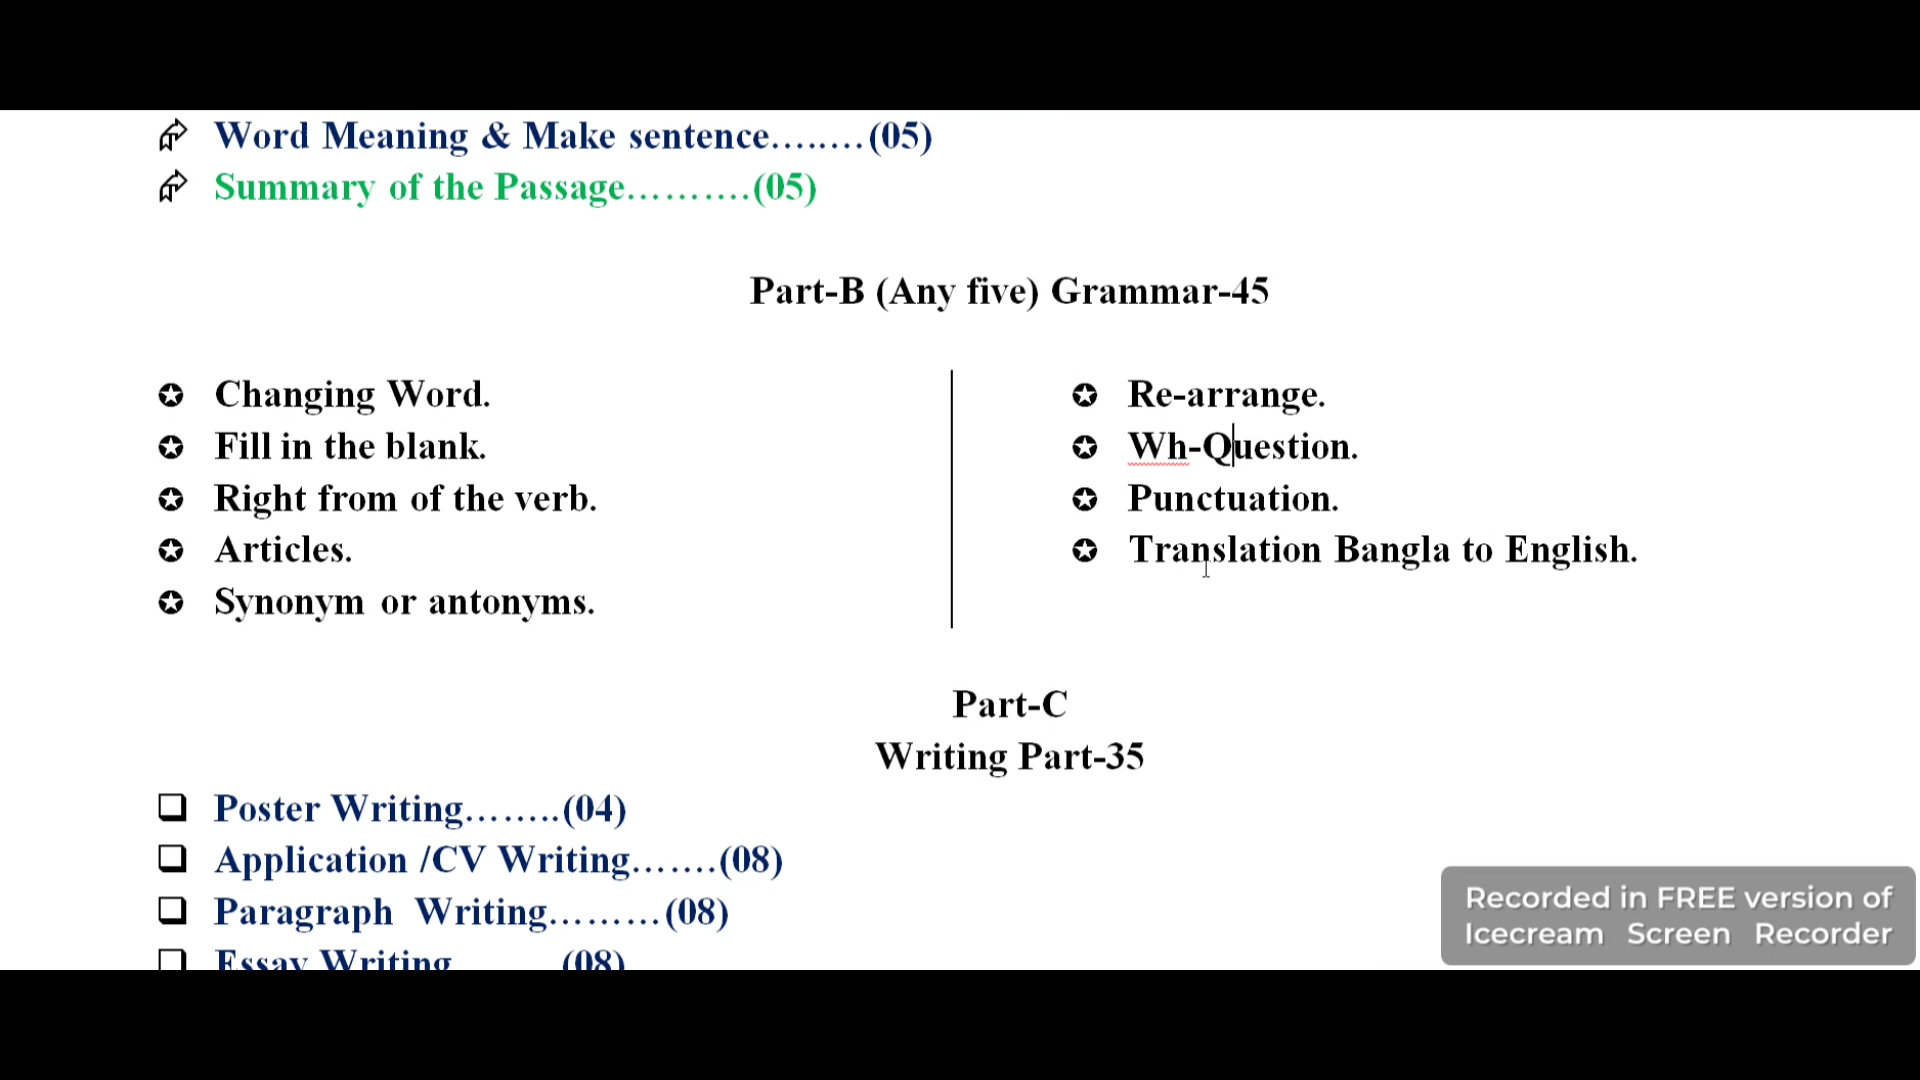 Word Meaning & Make sentence........(05)
Summary of the Passage..........(05)
Part-B (Any five) Grammar-45
Changing Word.
Fill in the blank.
Right from of the verb.
Articles.
Synonym or antonyms.
Re-arrange.
Wh-Question.
Punctuation.
Translation Bangla to English.
Part-C
Writing Part-35
Poster Writing........(04)
Application /CV Writing.......(08)
Paragraph Writing.........(08)
Essay Writing (08)
Recorded in FREE version of
Icecream Screen Recorder